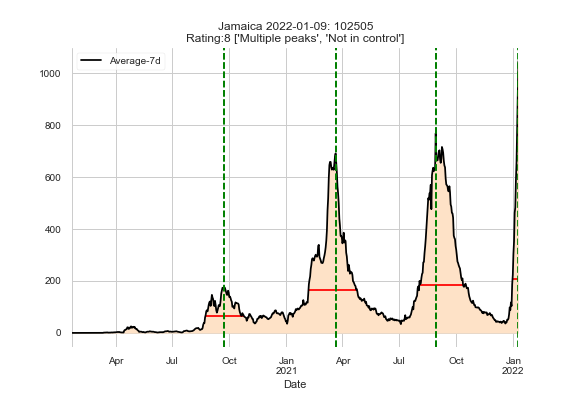 Jamaica 2022-01-09: 102505
Rating:8 ['Multiple peaks', 'Not in control']
Average-7d
1000
800
600
400
200
0
Apr Jul Oct Jan Apr Jul Oct Jan
2021 2022
Date